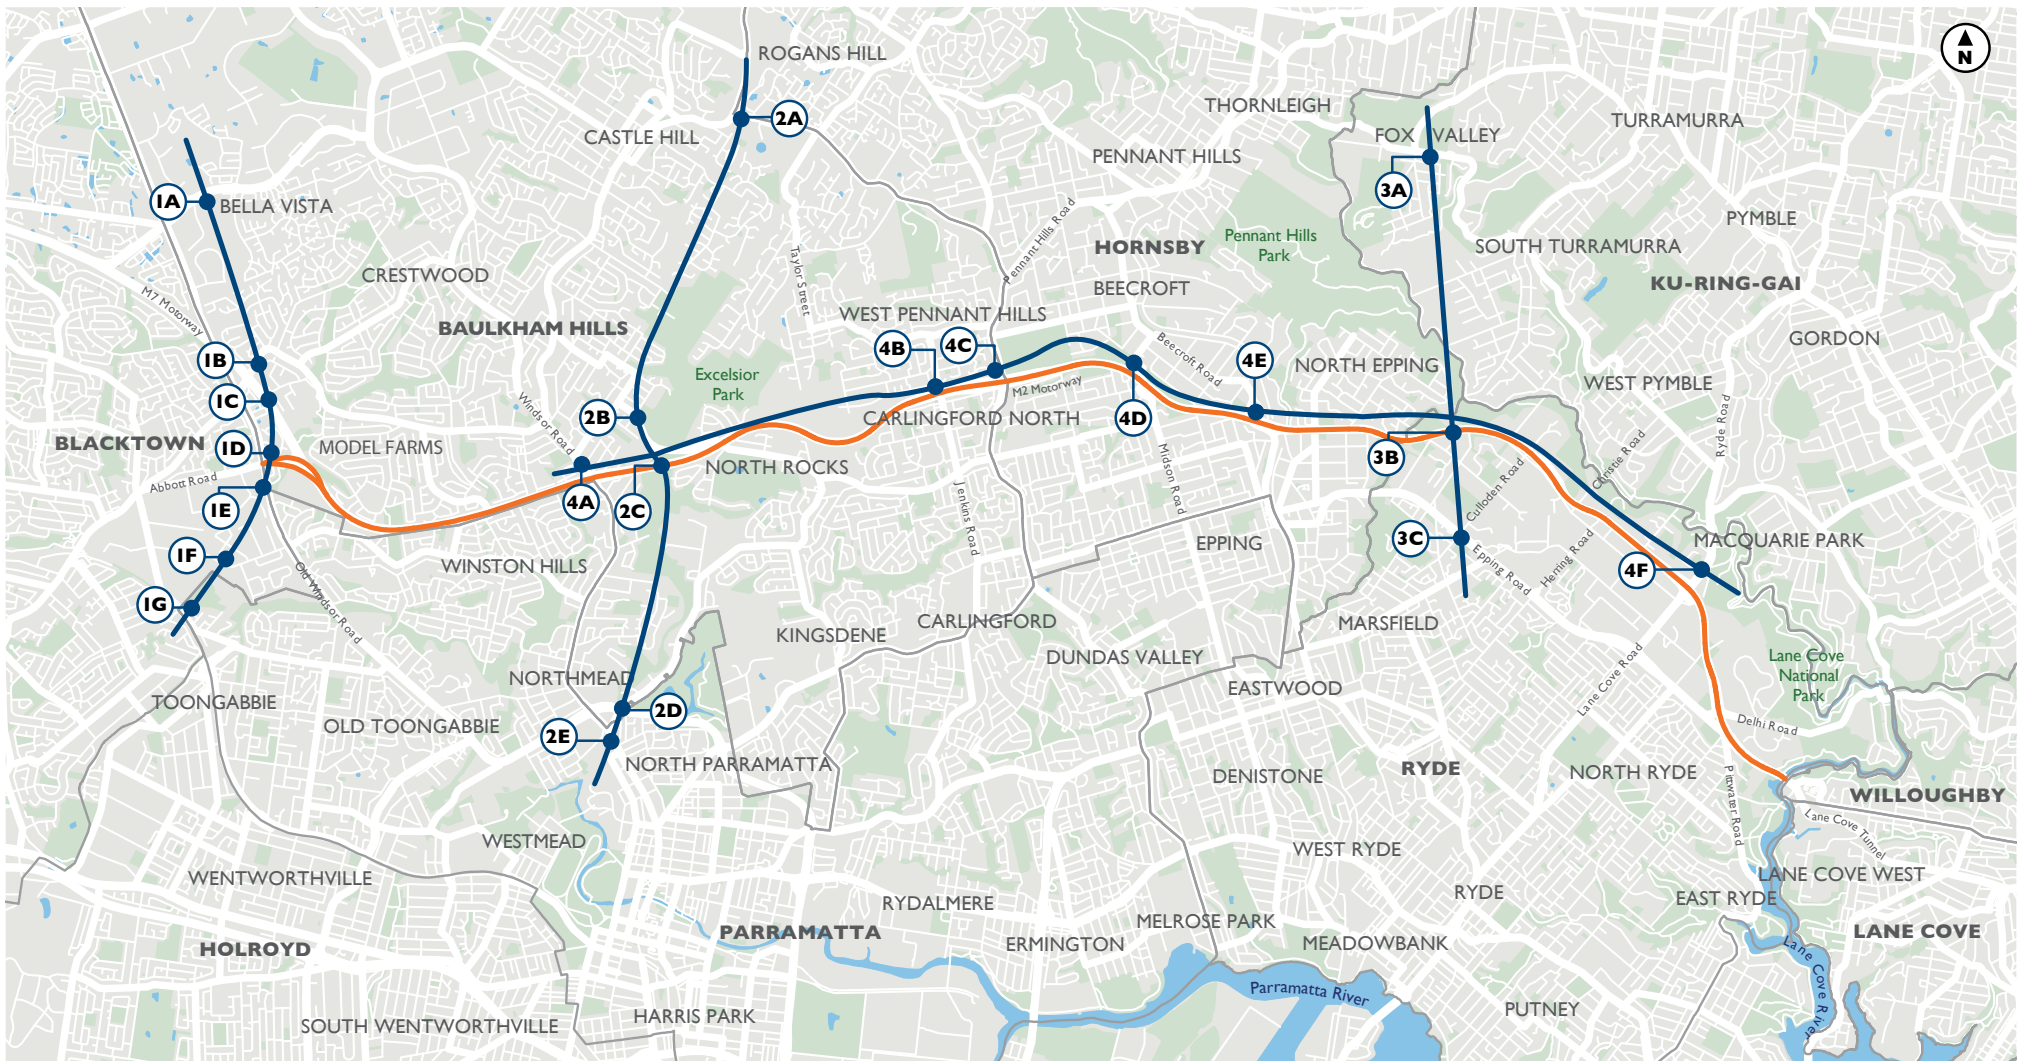 N
ROGANS HILL
THORNLEIGH
2A
TURRAMURRA
CASTLE HILL
FOX VALLEY
PENNANT HILLS
3A
1A
BELLA VISTA
PYMBLE
Pennant Hills Road
HORNSBY
Pennant Hills
Park
SOUTH TURRAMURRA
Taylor Street
CRESTWOOD
KU-RING-GAI
BEECROFT
M7 Motorway
WEST PENNANT HILLS
BAULKHAM HILLS
GORDON
4B
4C
Beecroft Road
1B
4E
NORTH EPPING
Excelsior
Park
M2 Motorway
WEST PYMBLE
1C
Windsor Road
2B
CARLINGFORD NORTH
4D
Ryde Road
BLACKTOWN
1D
MODEL FARMS
3B
Christie Road
NORTH ROCKS
Midson Road
Abbott Road
Culloden Road
4A
2C
1E
Jenkins Road
3C
EPPING
MACQUARIE PARK
1F
WINSTON HILLS
Epping Road
Herring Road
4F
Old Windsor Road
1G
CARLINGFORD
MARSFIELD
KINGSDENE
DUNDAS VALLEY
Lane Cove
National
Park
Lane Cove Road
NORTHMEAD
EASTWOOD
TOONGABBIE
2D
OLD TOONGABBIE
Delhi Road
2E
NORTH PARRAMATTA
RYDE
DENISTONE
NORTH RYDE
Pittwater Road
WILLOUGHBY
Lane Cove Tunnel
WESTMEAD
WEST RYDE
WENTWORTHVILLE
LANE COVE WEST
RYDE
EAST RYDE
RYDALMERE
MELROSE PARK
PARRAMATTA
LANE COVE
HOLROYD
ERMINGTON
MEADOWBANK
Lane Cove River
Parramatta River
PUTNEY
HARRIS PARK
SOUTH WENTWORTHVILLE